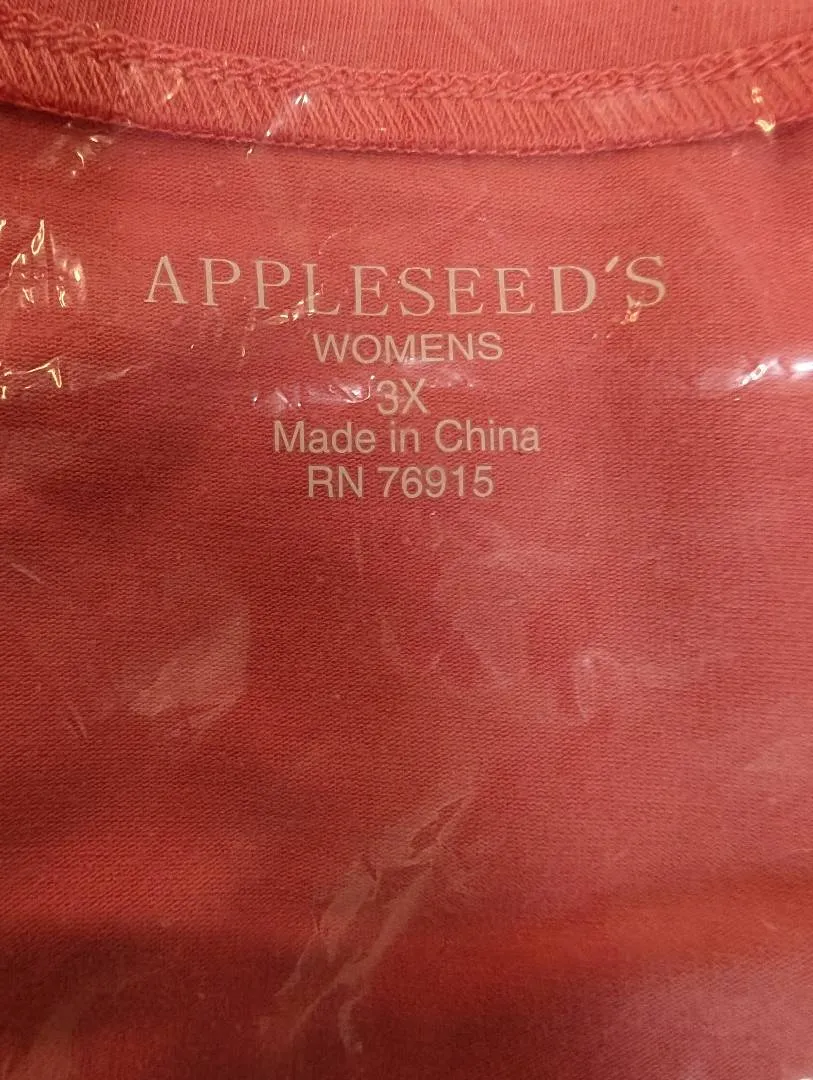 APPLESEED'S
WOMENS
3X
Made in China
RN 76915